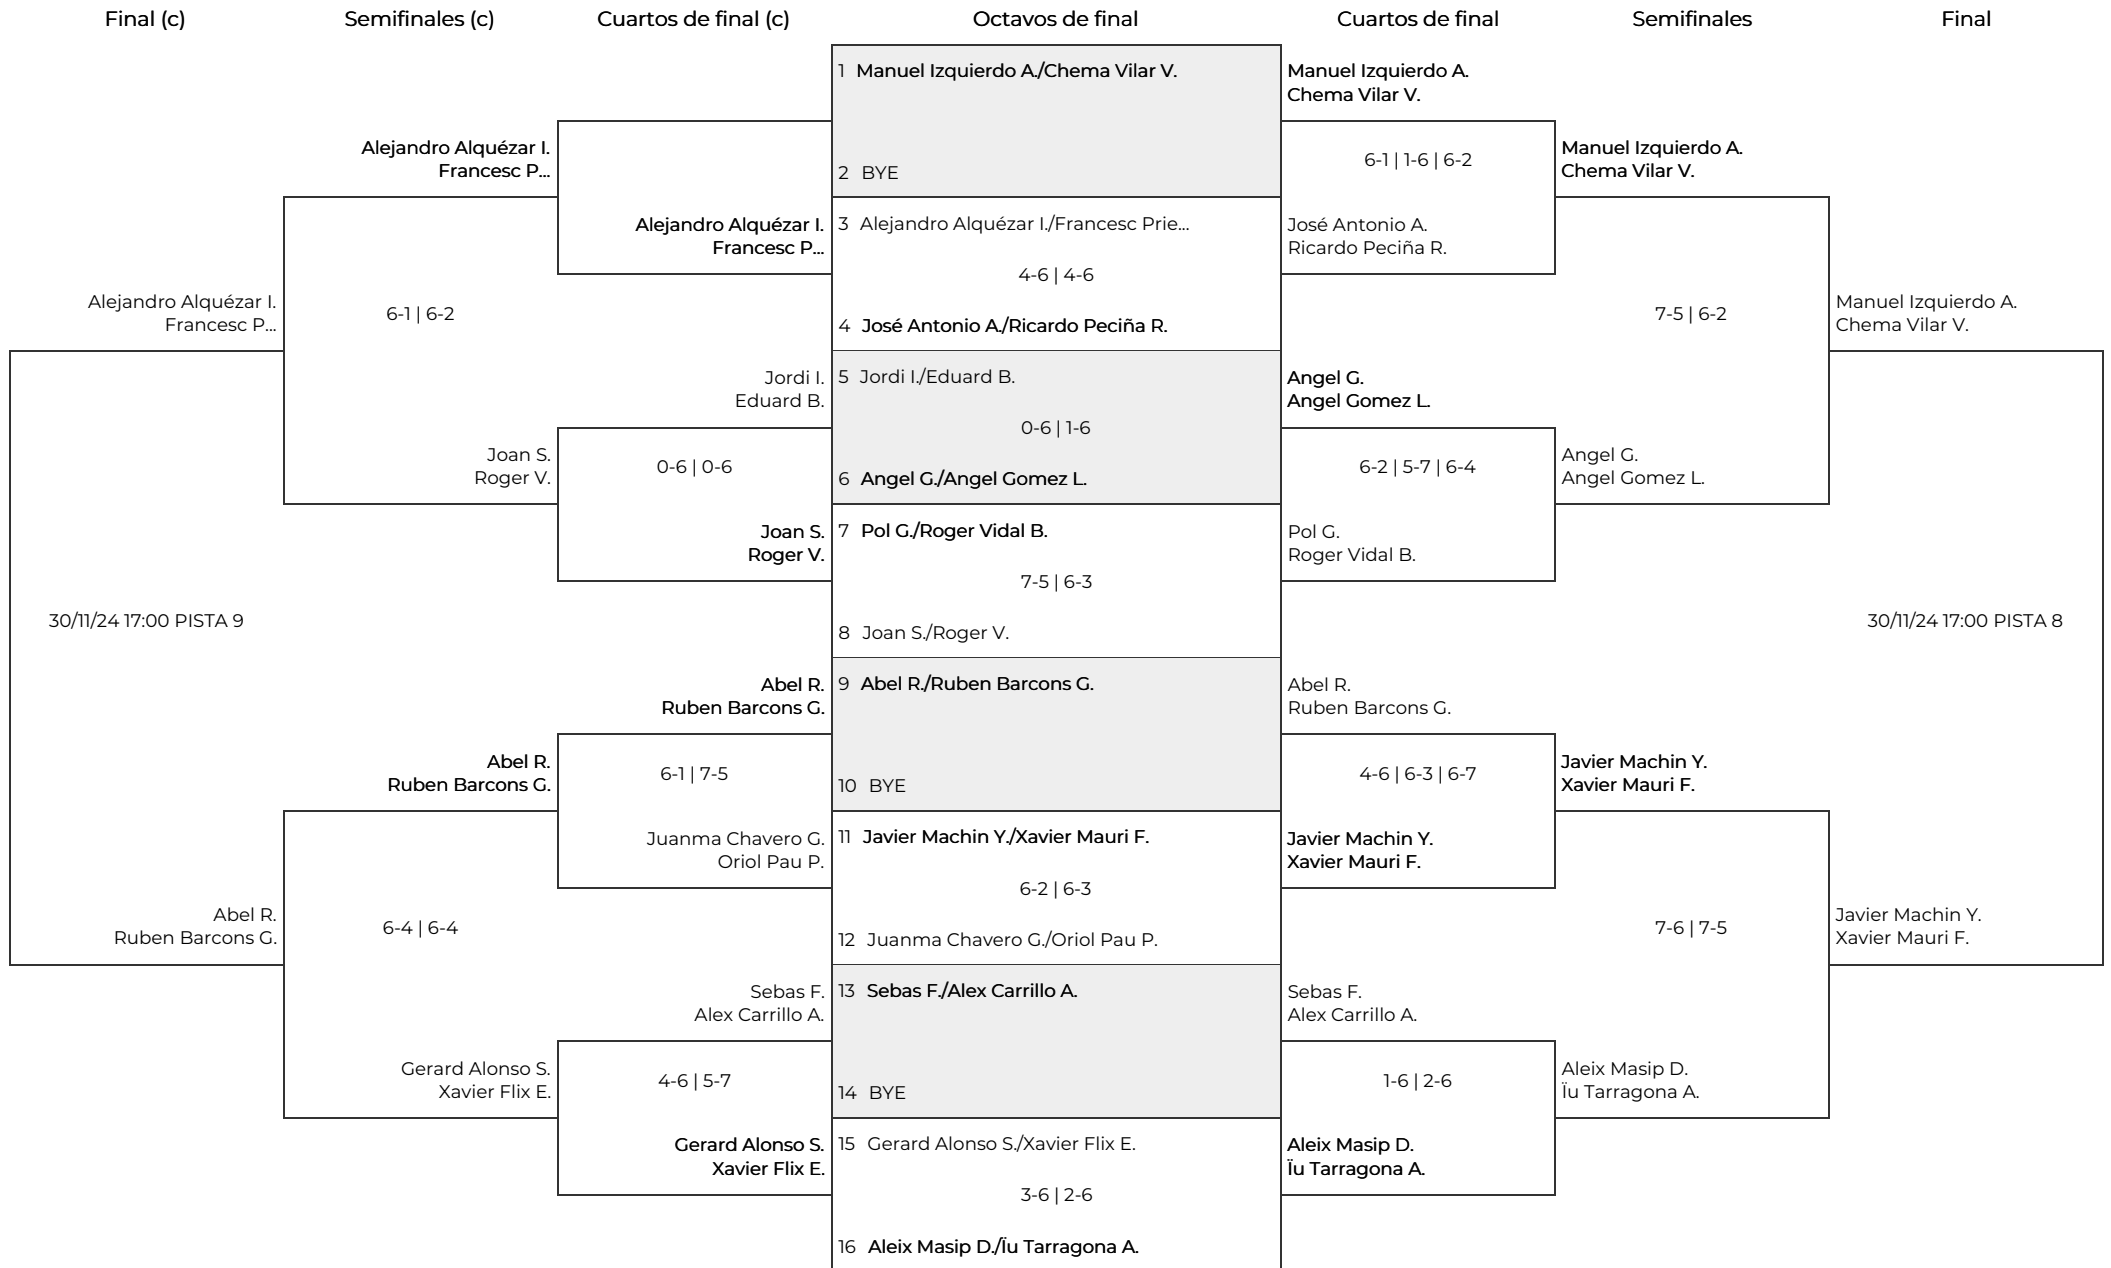 Final (c)
Semifinales (c)
Cuartos de final (c)
Octavos de final
Cuartos de final
Semifinales
Final
Alejandro Alquézar I.
Francesc P...
30/11/24 17:00 PISTA 9
Abel R.
Ruben Barcons G.
Alejandro Alquézar I.
Francesc P...
6-1 | 6-2
Joan S.
Roger V.
Abel R.
Ruben Barcons G.
6-4 | 6-4
Gerard Alonso S.
Xavier Flix E.
Alejandro Alquézar I.
Francesc P...
Jordi I.
Eduard B.
0-6 | 0-6
Joan S.
Roger V.
Abel R.
Ruben Barcons G.
6-1 | 7-5
Juanma Chavero G.
Oriol Pau P.
Sebas F.
Alex Carrillo A.
4-6 | 5-7
Gerard Alonso S.
Xavier Flix E.
1 Manuel Izquierdo A./Chema Vilar V.
2 BYE
3 Alejandro Alquézar I./Francesc Prie...
4-6 | 4-6
4 José Antonio A./Ricardo Peciña R.
5 Jordi I./Eduard B.
0-6 | 1-6
6 Angel G./Angel Gomez L.
7 Pol G./Roger Vidal B.
7-5 | 6-3
8 Joan S./Roger V.
9 Abel R./Ruben Barcons G.
10 BYE
11 Javier Machin Y./Xavier Mauri F.
6-2 | 6-3
12 Juanma Chavero G./Oriol Pau P.
13 Sebas F./Alex Carrillo A.
14 BYE
15 Gerard Alonso S./Xavier Flix E.
3-6 | 2-6
16 Aleix Masip D./Ïu Tarragona A.
Manuel Izquierdo A.
Chema Vilar V.
6-1 | 1-6 | 6-2
José Antonio A.
Ricardo Peciña R.
Angel G.
Angel Gomez L.
6-2 | 5-7 | 6-4
Pol G.
Roger Vidal B.
Abel R.
Ruben Barcons G.
4-6 | 6-3 | 6-7
Javier Machin Y.
Xavier Mauri F.
Sebas F.
Alex Carrillo A.
1-6 | 2-6
Aleix Masip D.
Ïu Tarragona A.
Manuel Izquierdo A.
Chema Vilar V.
7-5 | 6-2
Angel G.
Angel Gomez L.
Javier Machin Y.
Xavier Mauri F.
7-6 | 7-5
Aleix Masip D.
Ïu Tarragona A.
Manuel Izquierdo A.
Chema Vilar V.
30/11/24 17:00 PISTA 8
Javier Machin Y.
Xavier Mauri F.